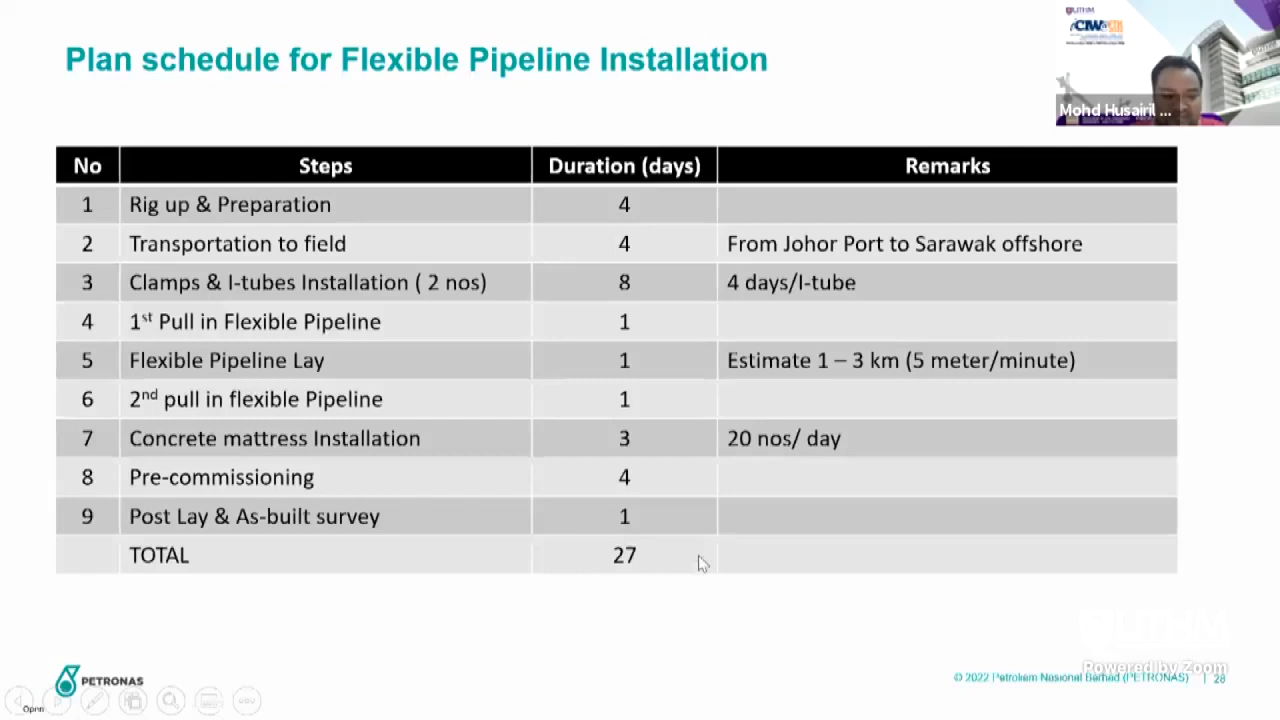 Plan schedule for Flexible Pipeline Installation
UTHM
Mohd Husairil ...
No Steps Duration (days) Remarks
1 Rig up & Preparation 4
2 Transportation to field 4 From Johor Port to Sarawak offshore
3 Clamps & I-tubes Installation ( 2 nos) 8 4 days/I-tube
4 1st Pull in Flexible Pipeline 1
5 Flexible Pipeline Lay 1 Estimate 1 – 3 km (5 meter/minute)
6 2nd pull in flexible Pipeline 1
7 Concrete mattress Installation 3 20 nos/ day
8 Pre-commissioning 4
9 Post Lay & As-built survey 1
TOTAL 27
UTHM
Powered by Zoom
PETRONAS
© 2022 Petroliam Nasional Berhad (PETRONAS) | 28
Open